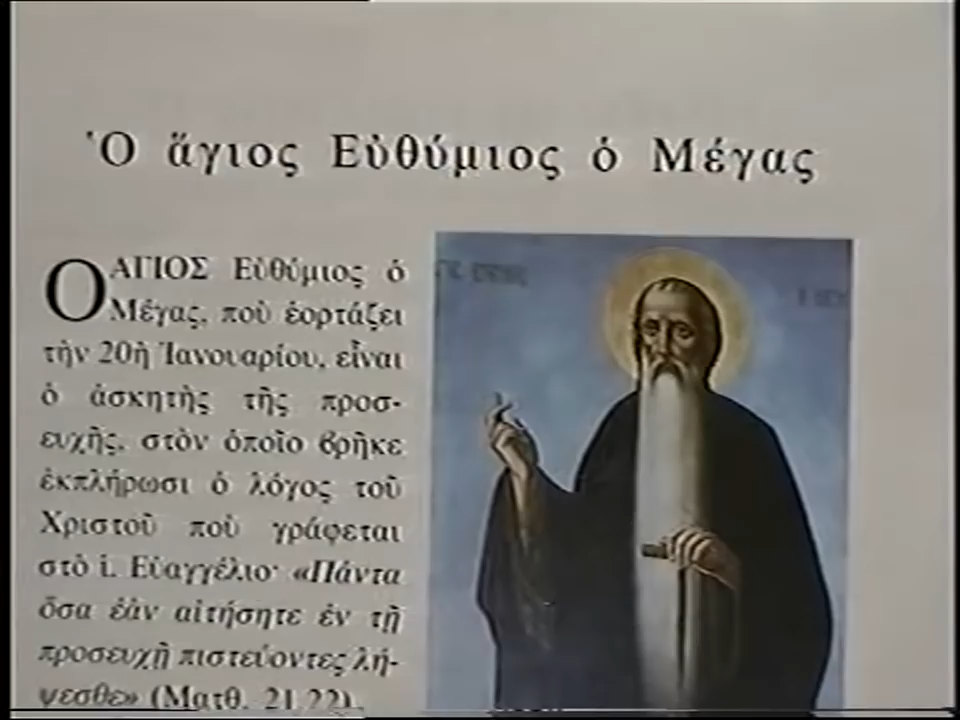 Ὁ ἅγιος Εὐθύμιος ὁ Μέγας
Ο ΑΓΙΟΣ Εὐθύμιος ὁ
Μέγας, ποὺ ἑορτάζει
τὴν 20ὴ Ἰανουαρίου, εἶναι
ὁ ἀσκητὴς τῆς προσ-
ευχῆς, στὸν ὁποῖο βρῆκε
ἐκπλήρωσι ὁ λόγος τοῦ
Χριστοῦ ποὺ γράφεται
στὸ ἱ. Εὐαγγέλιο· «Πάντα
ὅσα ἐὰν αἰτήσητε ἐν τῇ
προσευχῇ πιστεύοντες λή-
ψεσθε» (Ματθ. 21,22).